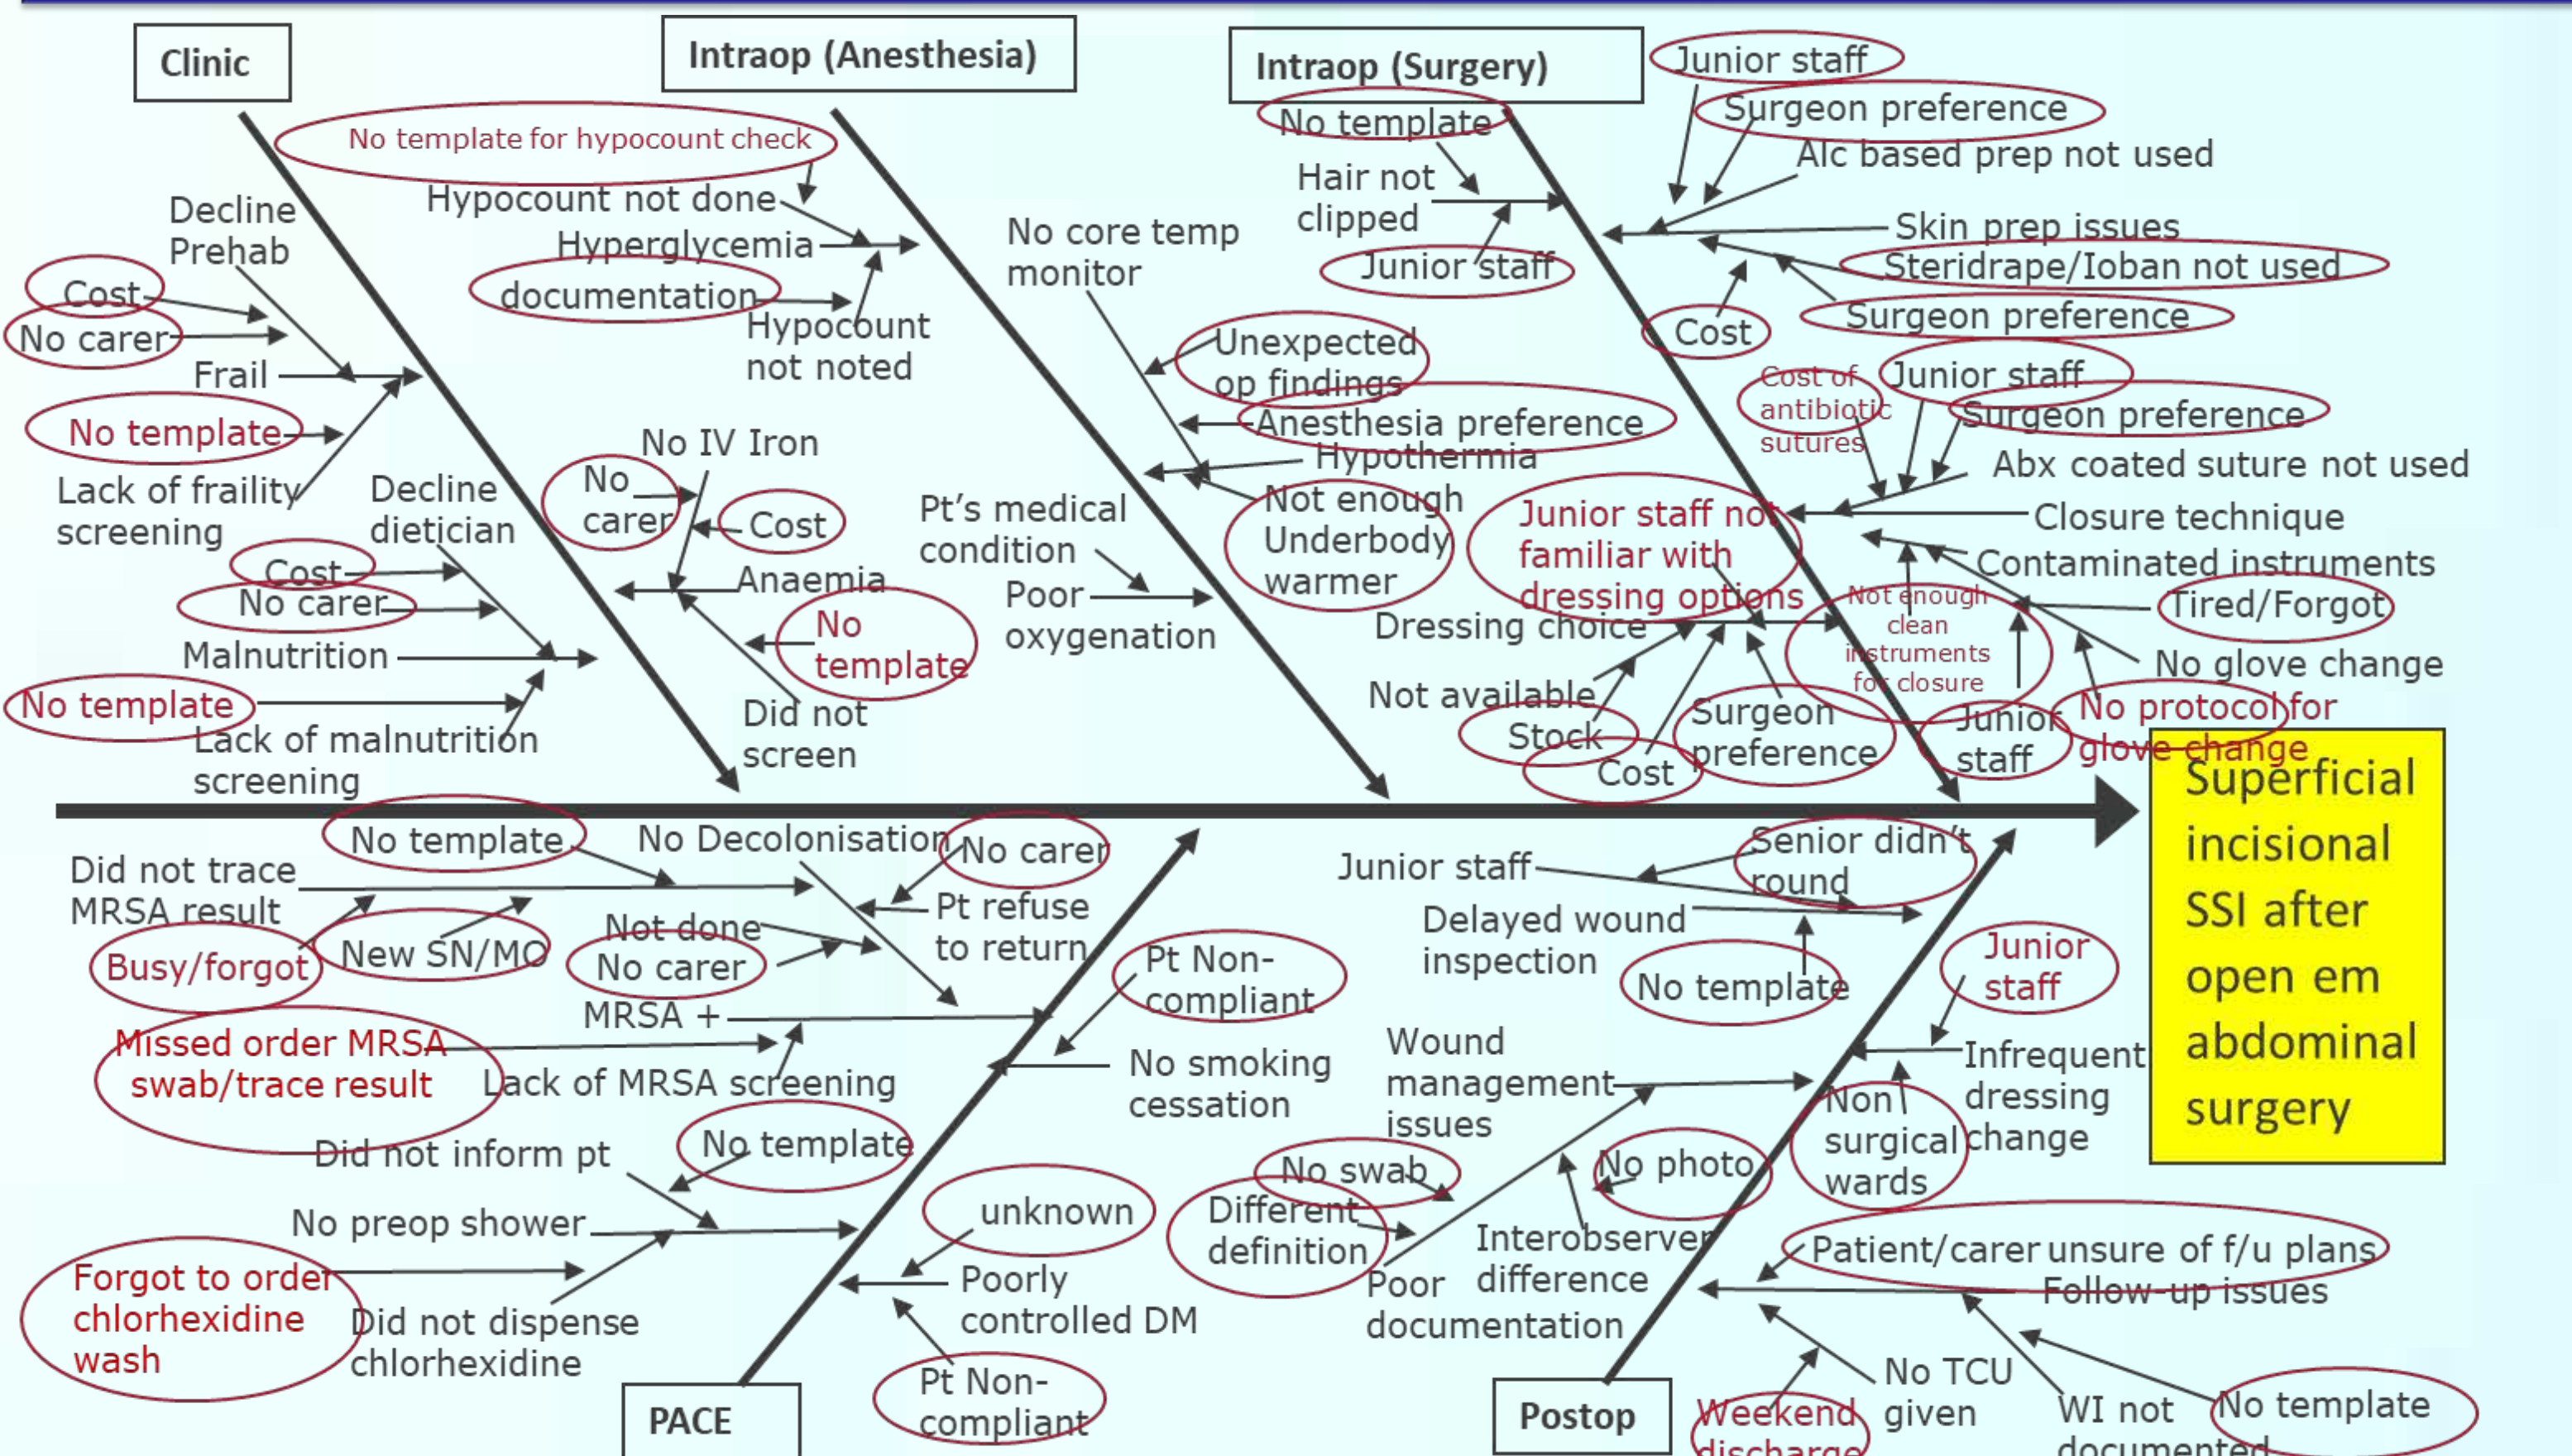 Clinic
Intraop (Anesthesia)
Intraop (Surgery)
No template for hypocount check
Hypocount not done
Hyperglycemia
documentation
Hypocount
not noted
Decline
Prehab
Cost
No carer
Frail
No template
Lack of fraility
screening
Decline
dietician
Cost
No carer
Malnutrition
No template
Lack of malnutrition
screening
No IV Iron
No
carer
Cost
Anaemia
No
template
Did not
screen
No core temp
monitor
Unexpected
op findings
Anesthesia preference
Hypothermia
Not enough
Underbody
warmer
Pt's medical
condition
Poor
oxygenation
No template
Hair not
clipped
Junior staff
Junior staff
Surgeon preference
Alc based prep not used
Skin prep issues
Steridrape/Ioban not used
Surgeon preference
Cost
Cost of
antibiotic
sutures
Junior staff
Surgeon preference
Abx coated suture not used
Closure technique
Contaminated instruments
Tired/Forgot
No glove change
No protocol for
glove change
Junior
staff
Not enough
clean
instruments
for closure
Junior staff not
familiar with
dressing options
Dressing choice
Not available
Stock
Cost
Surgeon
preference
Superficial
incisional
SSI after
open em
abdominal
surgery
No template
Did not trace
MRSA result
Busy/forgot
New SN/MO
No Decolonisation
No carer
Pt refuse
to return
Not done
No carer
MRSA +
Missed order MRSA
swab/trace result
Lack of MRSA screening
Pt Non-
compliant
No smoking
cessation
Did not inform pt
No template
No preop shower
Forgot to order
chlorhexidine
wash
Did not dispense
chlorhexidine
unknown
Poorly
controlled DM
Pt Non-
compliant
PACE
Junior staff
Senior didn't
round
Delayed wound
inspection
No template
Junior
staff
Infrequent
dressing
change
Non
surgical
wards
Wound
management
issues
No swab
Different
definition
No photo
Interobserver
difference
Poor
documentation
Patient/carer unsure of f/u plans
Follow-up issues
No TCU
given
Weekend
discharge
WI not
documented
No template
Postop